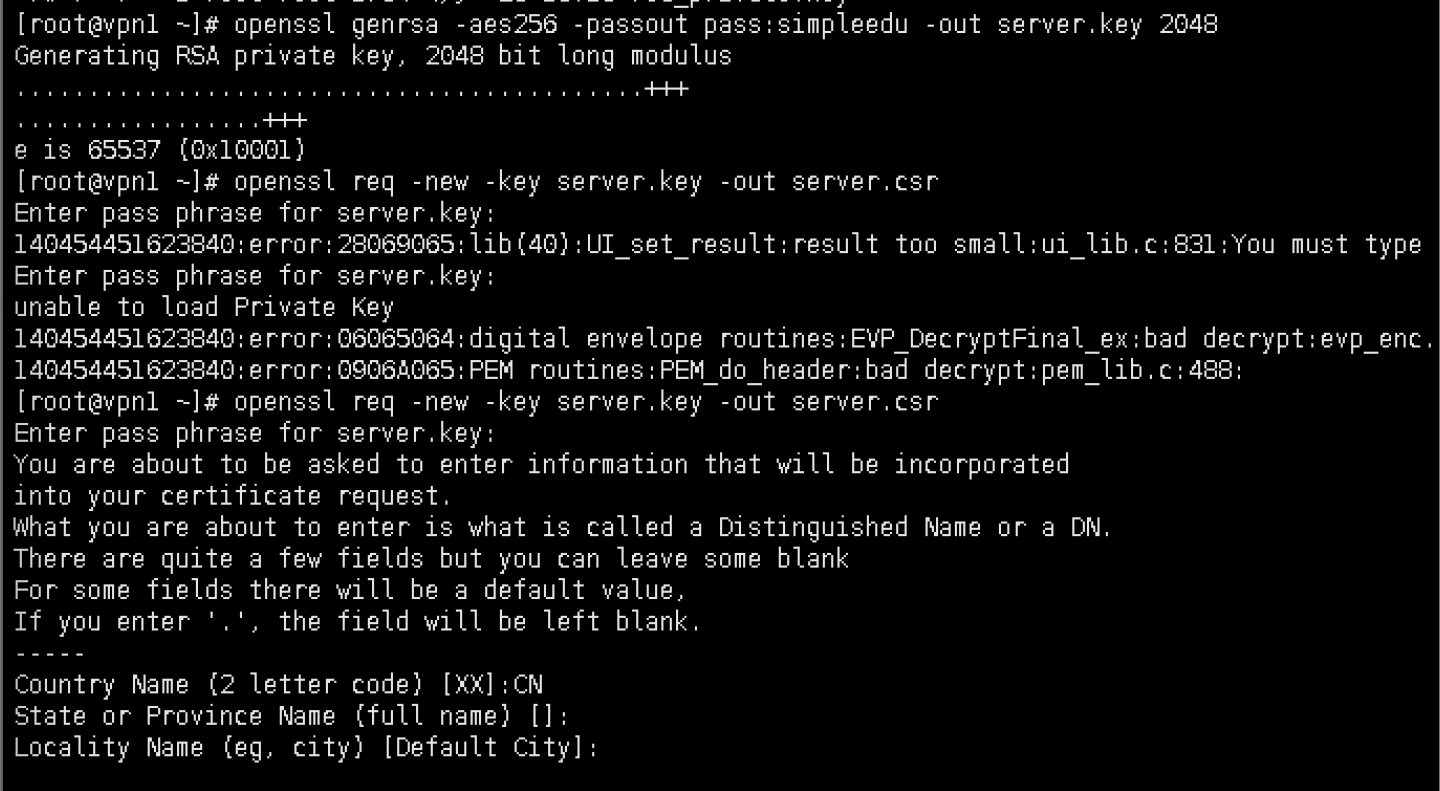 [root@vpn1 ~]# openssl genrsa -aes256 -passout pass:simpleedu -out server.key 2048
Generating RSA private key, 2048 bit long modulus
...........................................+++
.................+++
e is 65537 (0x10001)
[root@vpn1 ~]# openssl req -new -key server.key -out server.csr
Enter pass phrase for server.key:
140454451623840:error:28069065:lib(40):UI_set_result:result too small:ui_lib.c:831:You must type
Enter pass phrase for server.key:
unable to load Private Key
140454451623840:error:06065064:digital envelope routines:EVP_DecryptFinal_ex:bad decrypt:evp_enc.
140454451623840:error:0906A065:PEM routines:PEM_do_header:bad decrypt:pem_lib.c:488:
[root@vpn1 ~]# openssl req -new -key server.key -out server.csr
Enter pass phrase for server.key:
You are about to be asked to enter information that will be incorporated
into your certificate request.
What you are about to enter is what is called a Distinguished Name or a DN.
There are quite a few fields but you can leave some blank
For some fields there will be a default value,
If you enter '.', the field will be left blank.
-----
Country Name (2 letter code) [XX]:CN
State or Province Name (full name) []:
Locality Name (eg, city) [Default City]: